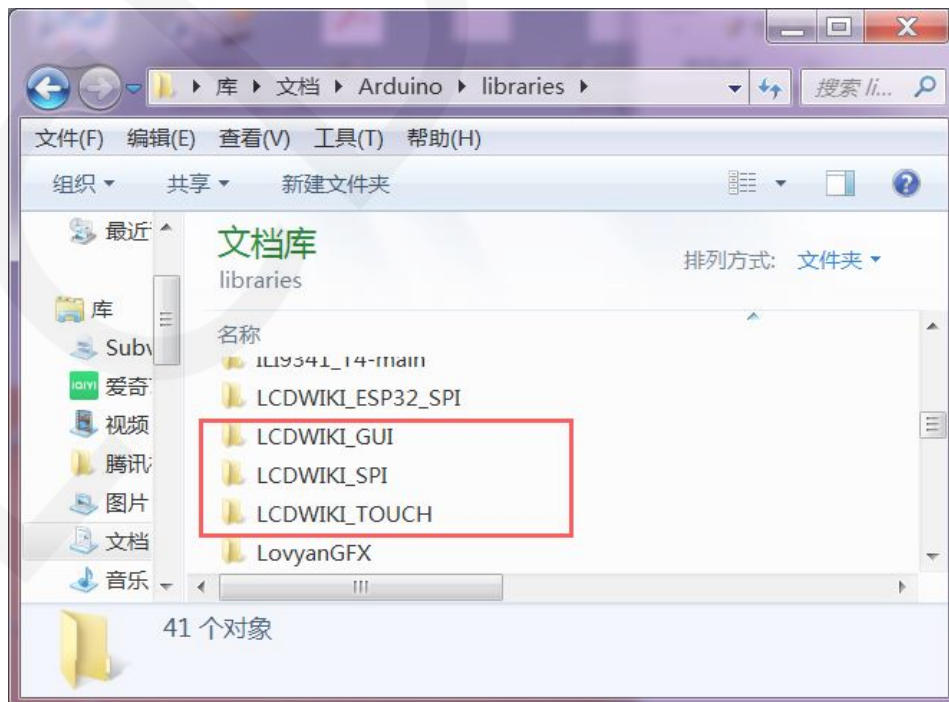 库 文档 Arduino libraries
搜索 li...
文件(F) 编辑(E) 查看(V) 工具(T) 帮助(H)
组织 共享 新建文件夹
最近
库
Subv
爱奇
视频
腾讯
图片
文档
音乐
文档库
libraries
排列方式: 文件夹
名称
ILI9341_T4-main
LCDWIKI_ESP32_SPI
LCDWIKI_GUI
LCDWIKI_SPI
LCDWIKI_TOUCH
LovyanGFX
41 个对象